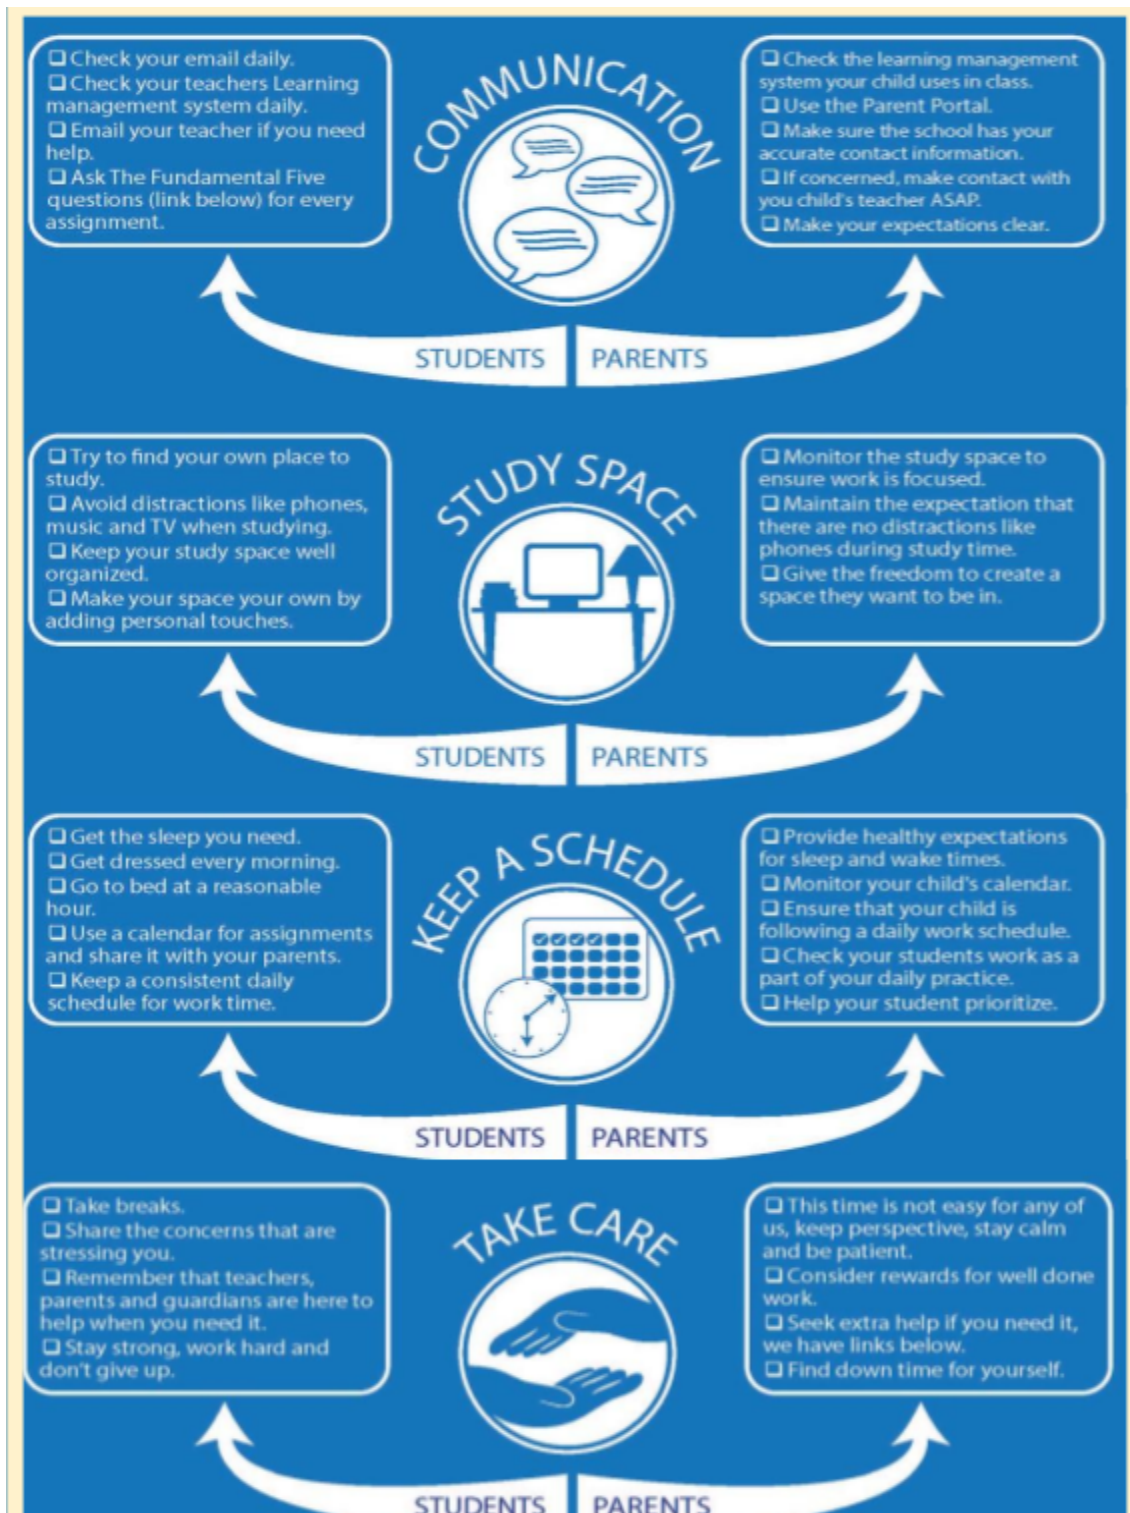 COMMUNICATION
❑ Check your email daily.
❑ Check your teachers Learning
management system daily.
❑ Email your teacher if you need
help.
❑ Ask The Fundamental Five
questions (link below) for every
assignment.
❑ Check the learning management
system your child uses in class.
❑ Use the Parent Portal.
❑ Make sure the school has your
accurate contact information.
❑ If concerned, make contact with
you child's teacher ASAP.
❑ Make your expectations clear.
STUDENTS
PARENTS
STUDY SPACE
❑ Try to find your own place to
study.
❑ Avoid distractions like phones,
music and TV when studying.
❑ Keep your study space well
organized.
❑ Make your space your own by
adding personal touches.
❑ Monitor the study space to
ensure work is focused.
❑ Maintain the expectation that
there are no distractions like
phones during study time.
❑ Give the freedom to create a
space they want to be in.
STUDENTS
PARENTS
KEEP A SCHEDULE
❑ Get the sleep you need.
❑ Get dressed every morning.
❑ Go to bed at a reasonable
hour.
❑ Use a calendar for assignments
and share it with your parents.
❑ Keep a consistent daily
schedule for work time.
❑ Provide healthy expectations
for sleep and wake times.
❑ Monitor your child's calendar.
❑ Ensure that your child is
following a daily work schedule.
❑ Check your students work as a
part of your daily practice.
❑ Help your student prioritize.
STUDENTS
PARENTS
TAKE CARE
❑ Take breaks.
❑ Share the concerns that are
stressing you.
❑ Remember that teachers,
parents and guardians are here to
help when you need it.
❑ Stay strong, work hard and
don't give up.
❑ This time is not easy for any of
us, keep perspective, stay calm
and be patient.
❑ Consider rewards for well done
work.
❑ Seek extra help if you need it,
we have links below.
❑ Find down time for yourself.
STUDENTS
PARENTS